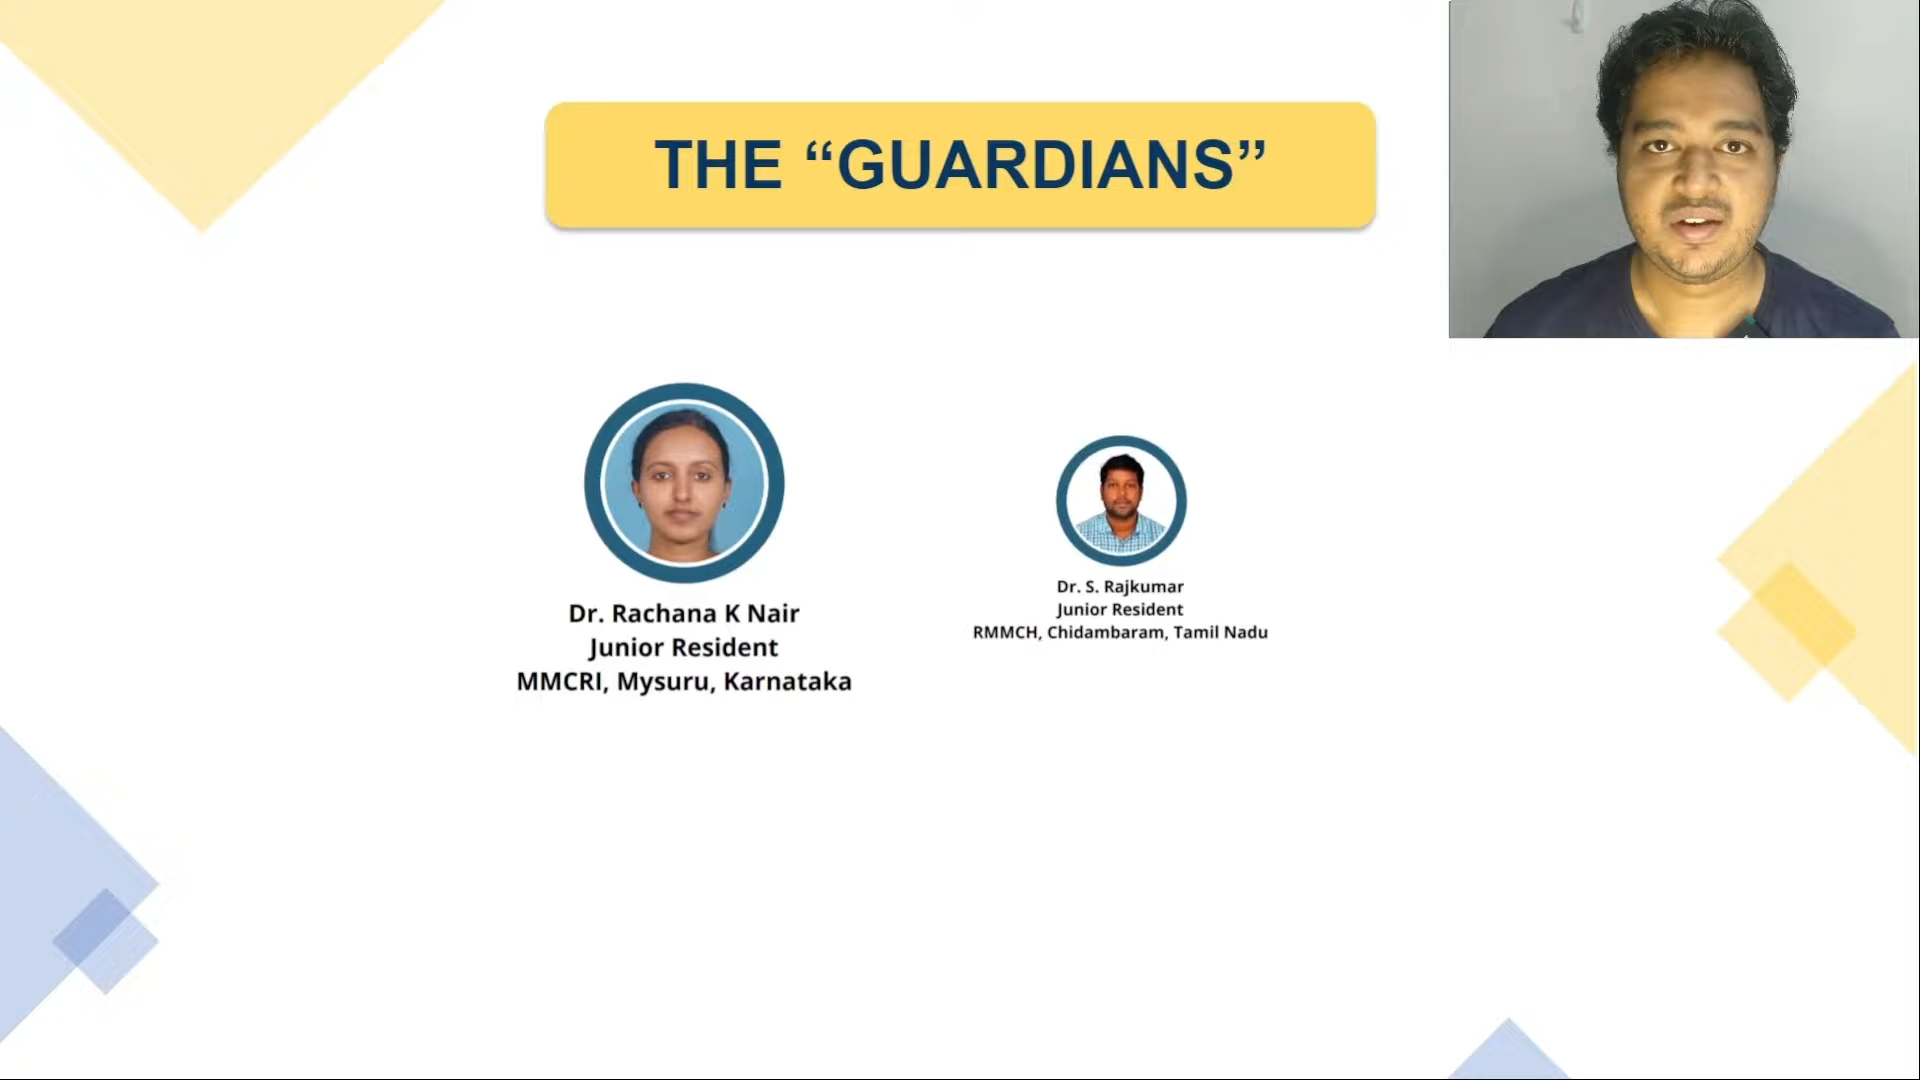 THE “GUARDIANS”
Dr. Rachana K Nair
Junior Resident
MMCRI, Mysuru, Karnataka
Dr. S. Rajkumar
Junior Resident
RMMCH, Chidambaram, Tamil Nadu